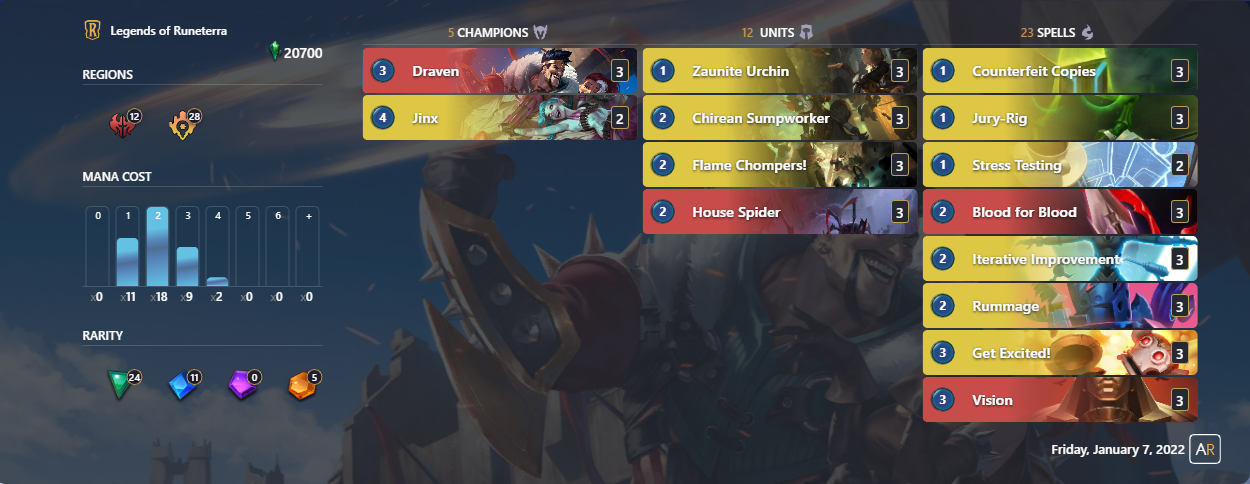 Legends of Runeterra
20700
REGIONS
12
28
MANA COST
0 1 2 3 4 5 6 +
x0 x11 x18 x9 x2 x0 x0 x0
RARITY
24
11
0
5
5 CHAMPIONS
3 Draven 3
4 Jinx 2
12 UNITS
1 Zaunite Urchin 3
2 Chirean Sumpworker 3
2 Flame Chompers! 3
2 House Spider 3
23 SPELLS
1 Counterfeit Copies 3
1 Jury-Rig 3
1 Stress Testing 2
2 Blood for Blood 3
2 Iterative Improvement 3
2 Rummage 3
3 Get Excited! 3
3 Vision 3
Friday, January 7, 2022 AR